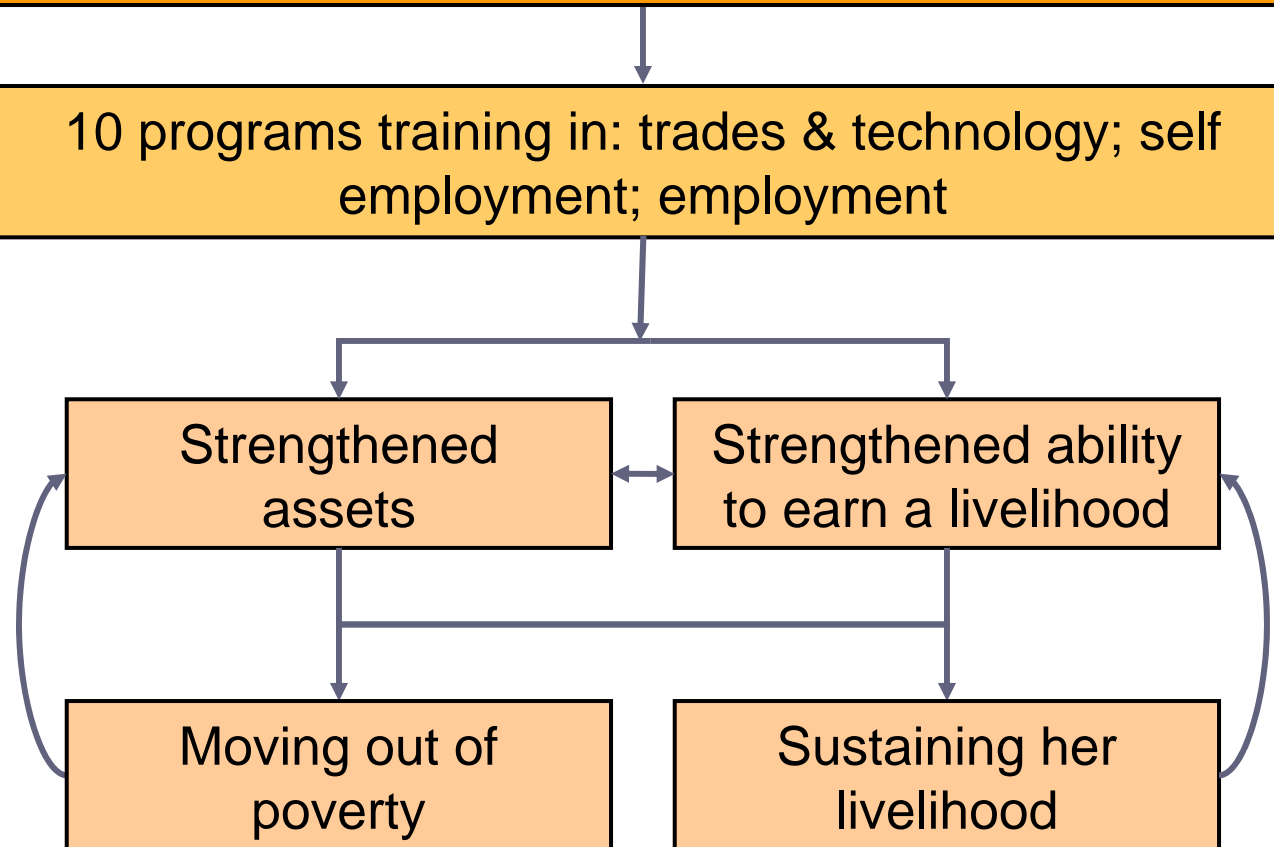 10 programs training in: trades & technology; self
employment; employment
Strengthened
assets
Strengthened ability
to earn a livelihood
Moving out of
poverty
Sustaining her
livelihood